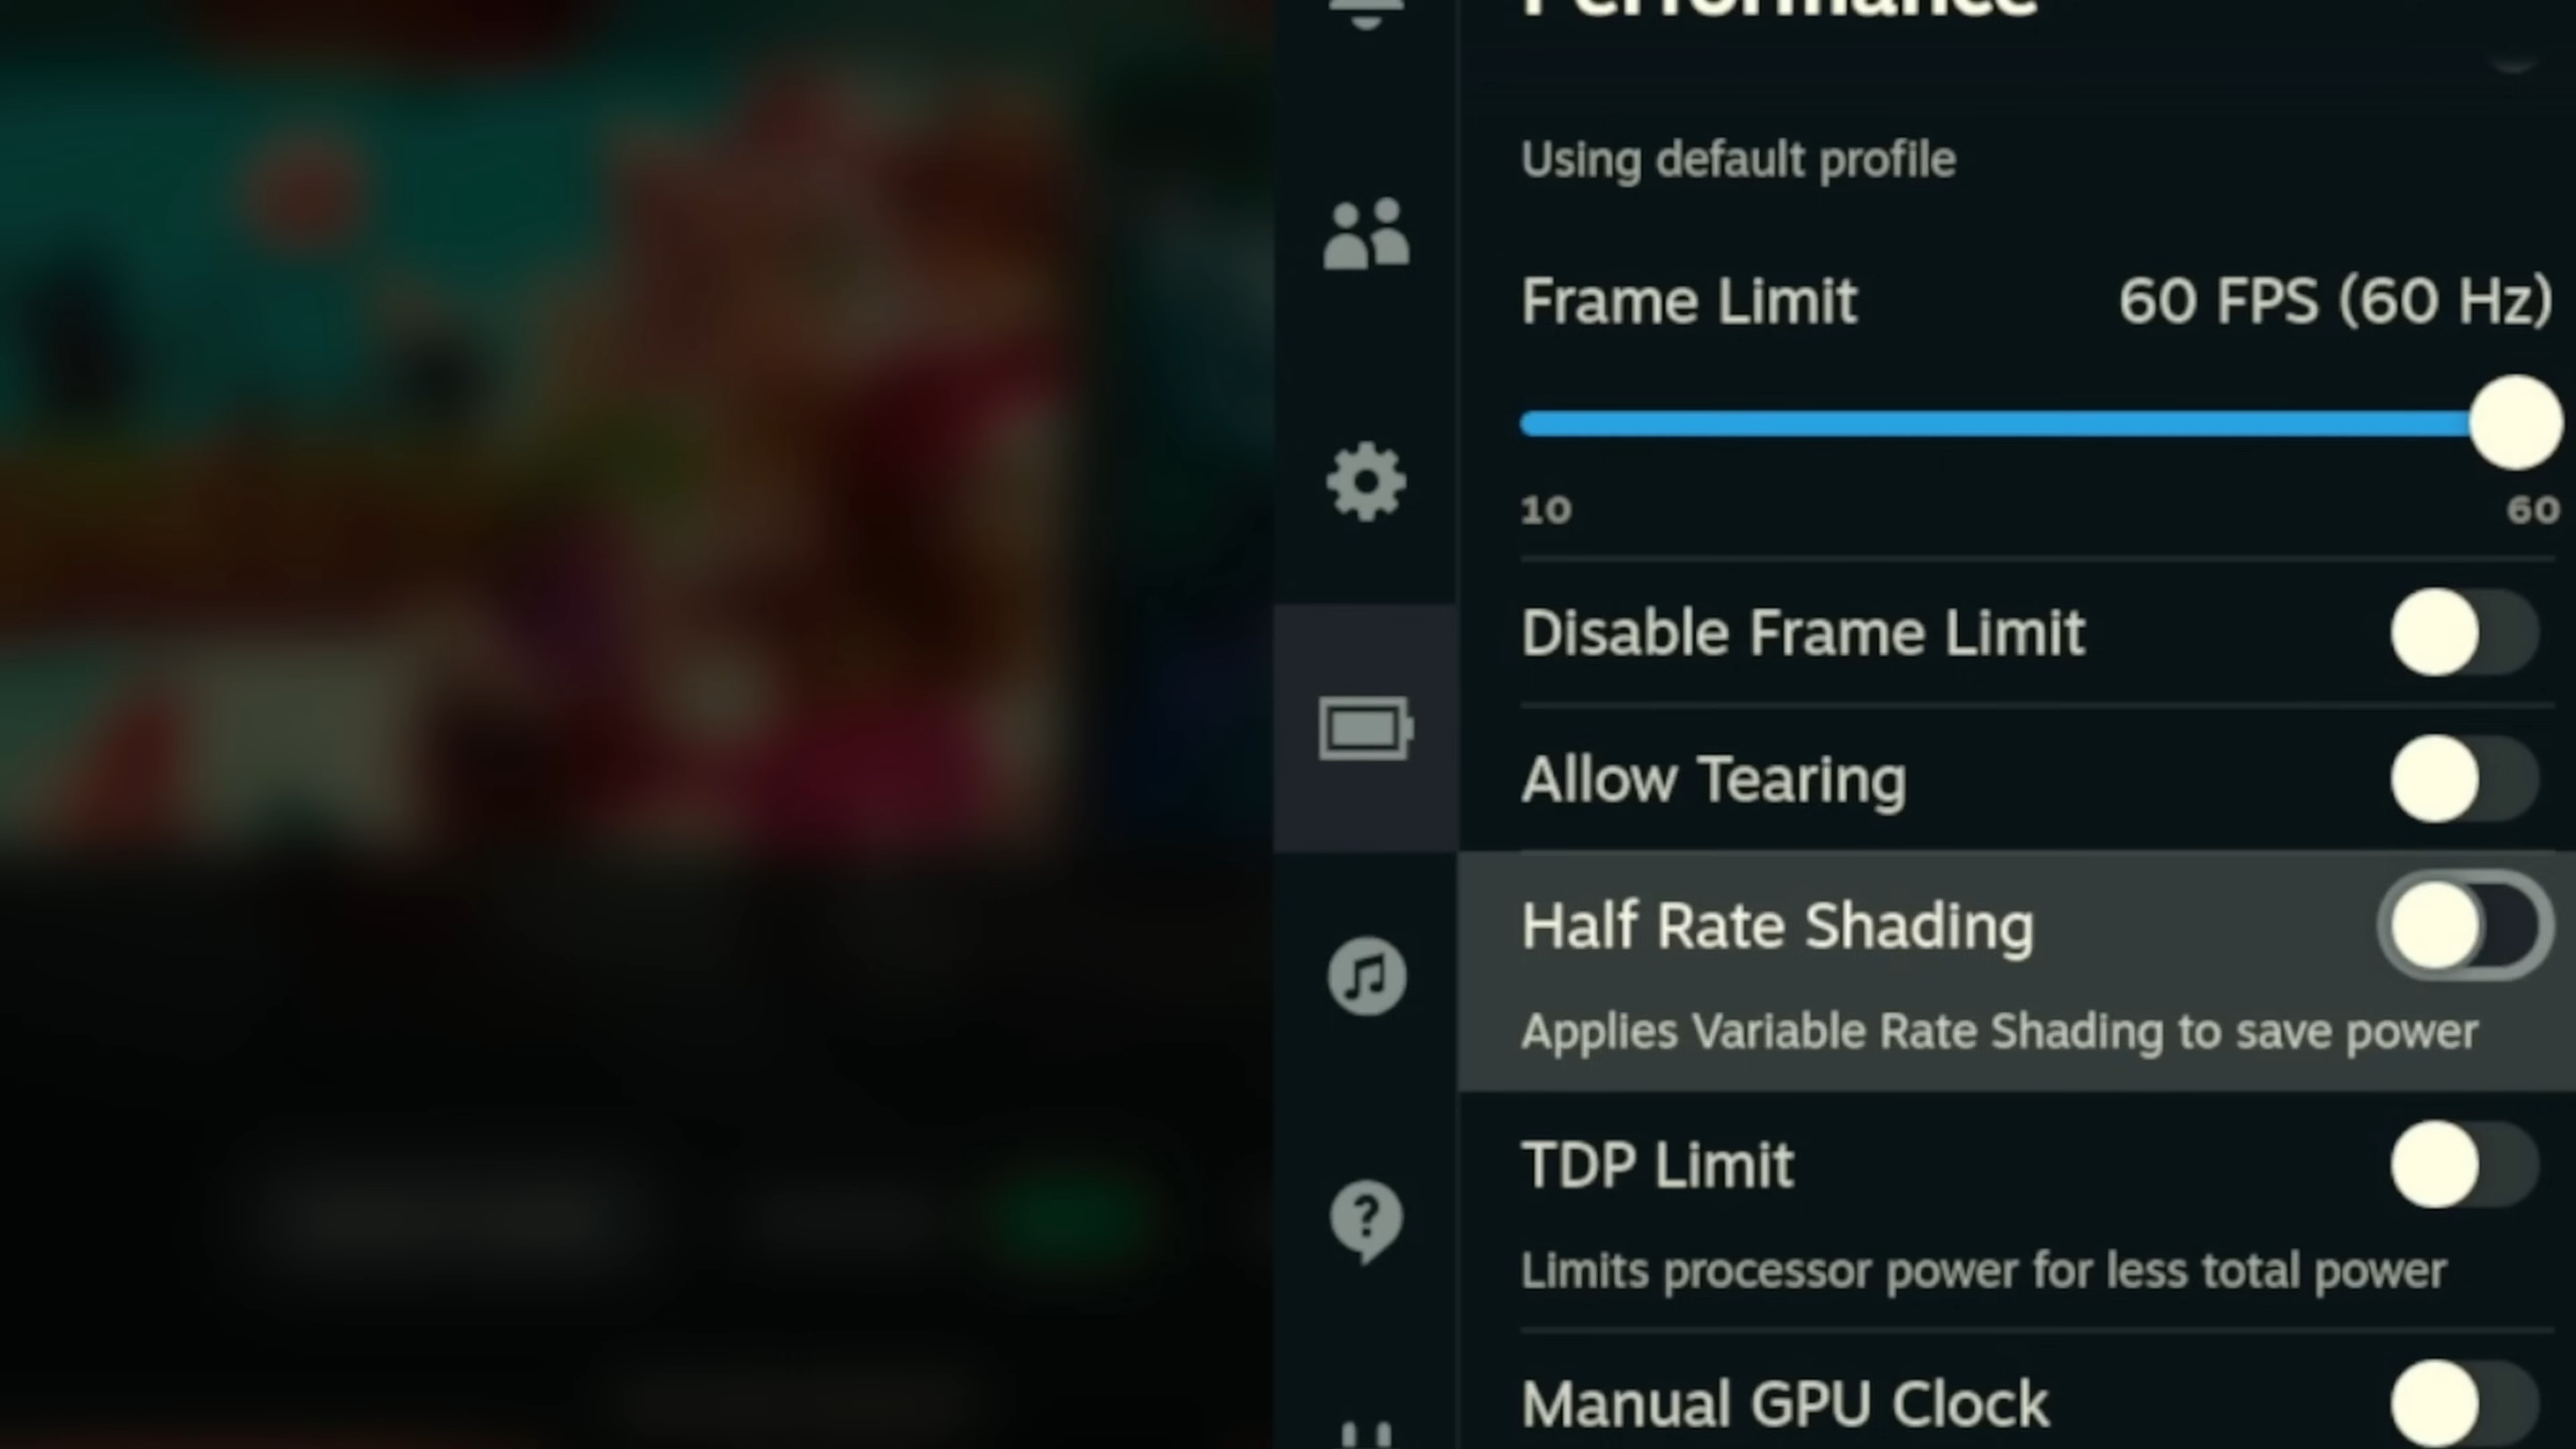 Performance
Using default profile
Frame Limit 60 FPS (60 Hz)
10 60
Disable Frame Limit
Allow Tearing
Half Rate Shading
Applies Variable Rate Shading to save power
TDP Limit
Limits processor power for less total power
Manual GPU Clock